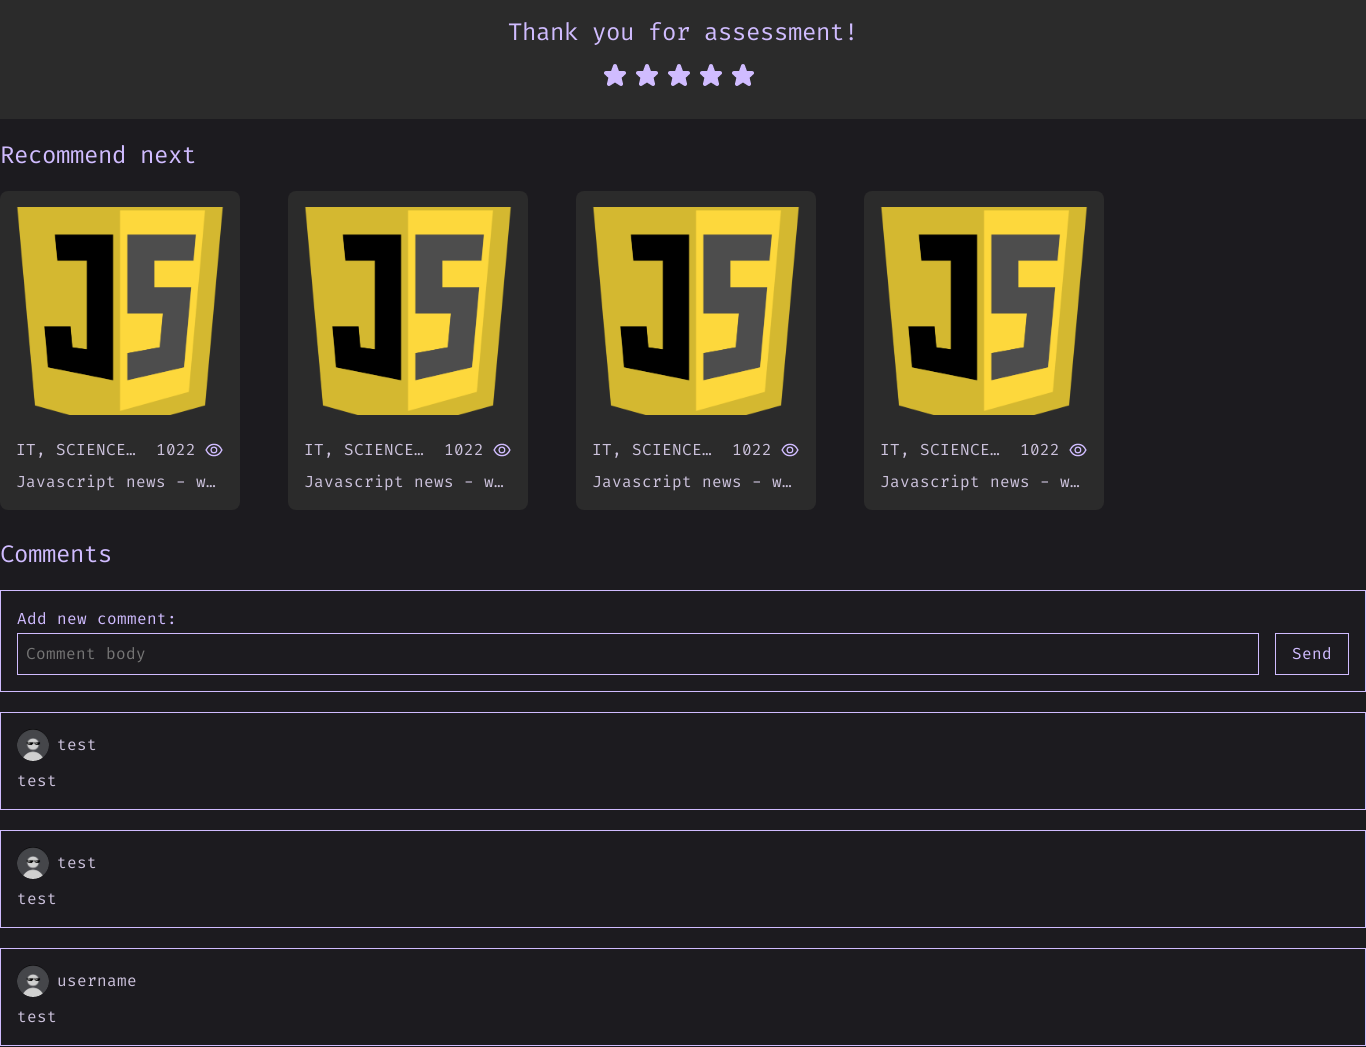 Thank you for assessment!
Recommend next
JS JS JS JS
IT, SCIENCE… 1022 IT, SCIENCE… 1022 IT, SCIENCE… 1022 IT, SCIENCE… 1022
Javascript news - w… Javascript news - w… Javascript news - w… Javascript news - w…
Comments
Add new comment:
Comment body Send
test
test
test
test
username
test